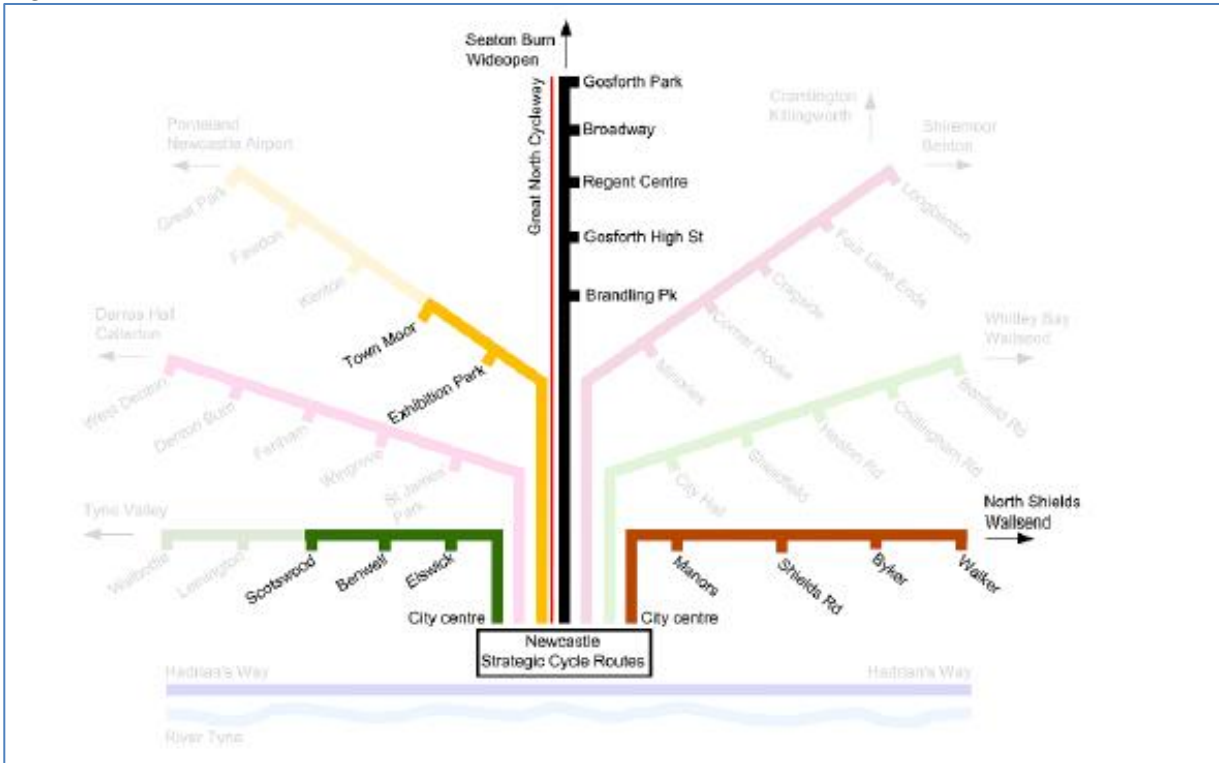 Seaton Burn
Wideopen
Great North Cycleway
Gosforth Park
Broadway
Regent Centre
Gosforth High St
Brandling Pk
Cramlington
Killingworth
Shiremoor
Benton
Longbenton
Four Lane Ends
Cragside
Corner House
Minories
Ponteland
Newcastle Airport
Great Park
Fawdon
Kenton
Town Moor
Exhibition Park
Darras Hall
Callerton
West Denton
Denton Burn
Fenham
Wingrove
St James
Park
Whitley Bay
Wallsend
Benfield Rd
Chillingham Rd
Heaton Rd
Shieldfield
City Hall
Tyne Valley
Walbottle
Lemington
Scotswood
Benwell
Elswick
City centre
North Shields
Wallsend
Manors
Shields Rd
Byker
Walker
City centre
Newcastle
Strategic Cycle Routes
Hadrian's Way
Hadrian's Way
River Tyne